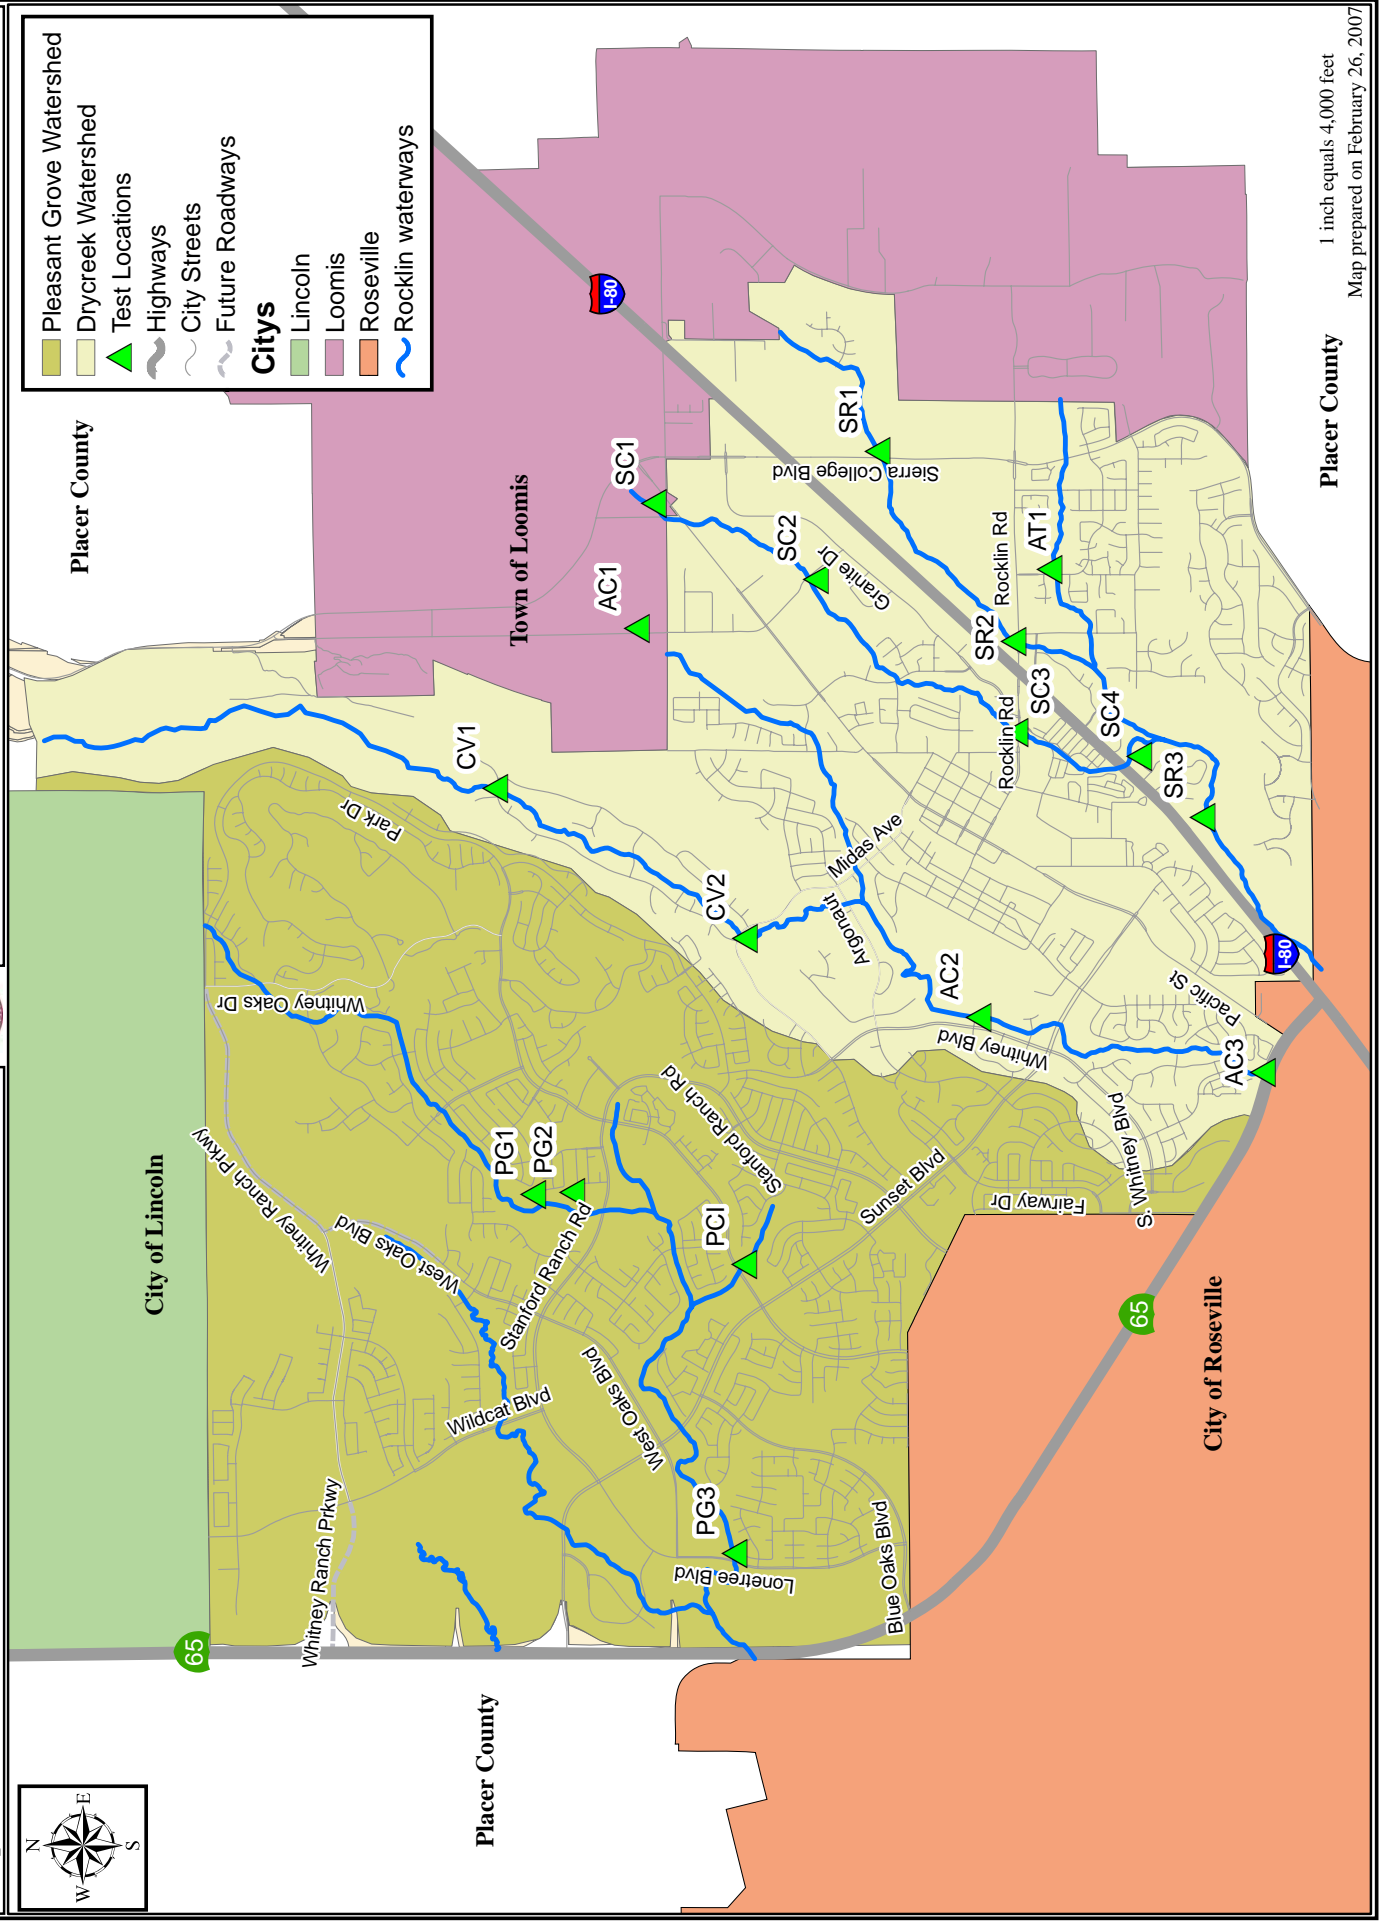 Pleasant Grove Watershed
Drycreek Watershed
Test Locations
Highways
City Streets
Future Roadways
Citys
Lincoln
Loomis
Roseville
Rocklin waterways
N
W
E
S
Placer County
City of Lincoln
Placer County
Town of Loomis
Placer County
City of Roseville
65
65
I-80
I-80
Whitney Ranch Prkwy
Whitney Ranch Prkwy
Whitney Oaks Dr
Park Dr
West Oaks Blvd
West Oaks Blvd
Stanford Ranch Rd
Stanford Ranch Rd
Wildcat Blvd
Lonetree Blvd
Blue Oaks Blvd
Sunset Blvd
Fairway Dr
S. Whitney Blvd
Whitney Blvd
Argonaut
Midas Ave
Pacific St
Rocklin Rd
Rocklin Rd
Granite Dr
Sierra College Blvd
CV1
CV2
AC1
AC2
AC3
SC1
SC2
SC3
SC4
SR1
SR2
SR3
AT1
PG1
PG2
PG3
PCI
1 inch equals 4,000 feet
Map prepared on February 26, 2007